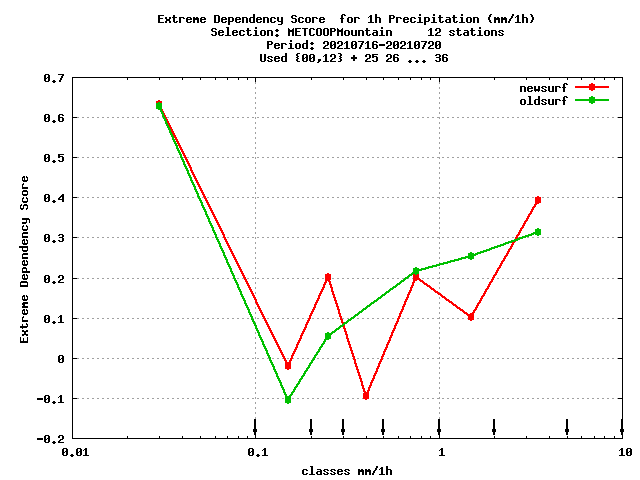 Extreme Dependency Score  for 1h Precipitation (mm/1h)
Selection: METCOOPMountain     12 stations
Period: 20210716-20210720
Used {00,12} + 25 26 ... 36
newsurf
oldsurf
0.7
0.6
0.5
0.4
0.3
0.2
0.1
0
-0.1
-0.2
Extreme Dependency Score
0.01
0.1
1
10
classes mm/1h